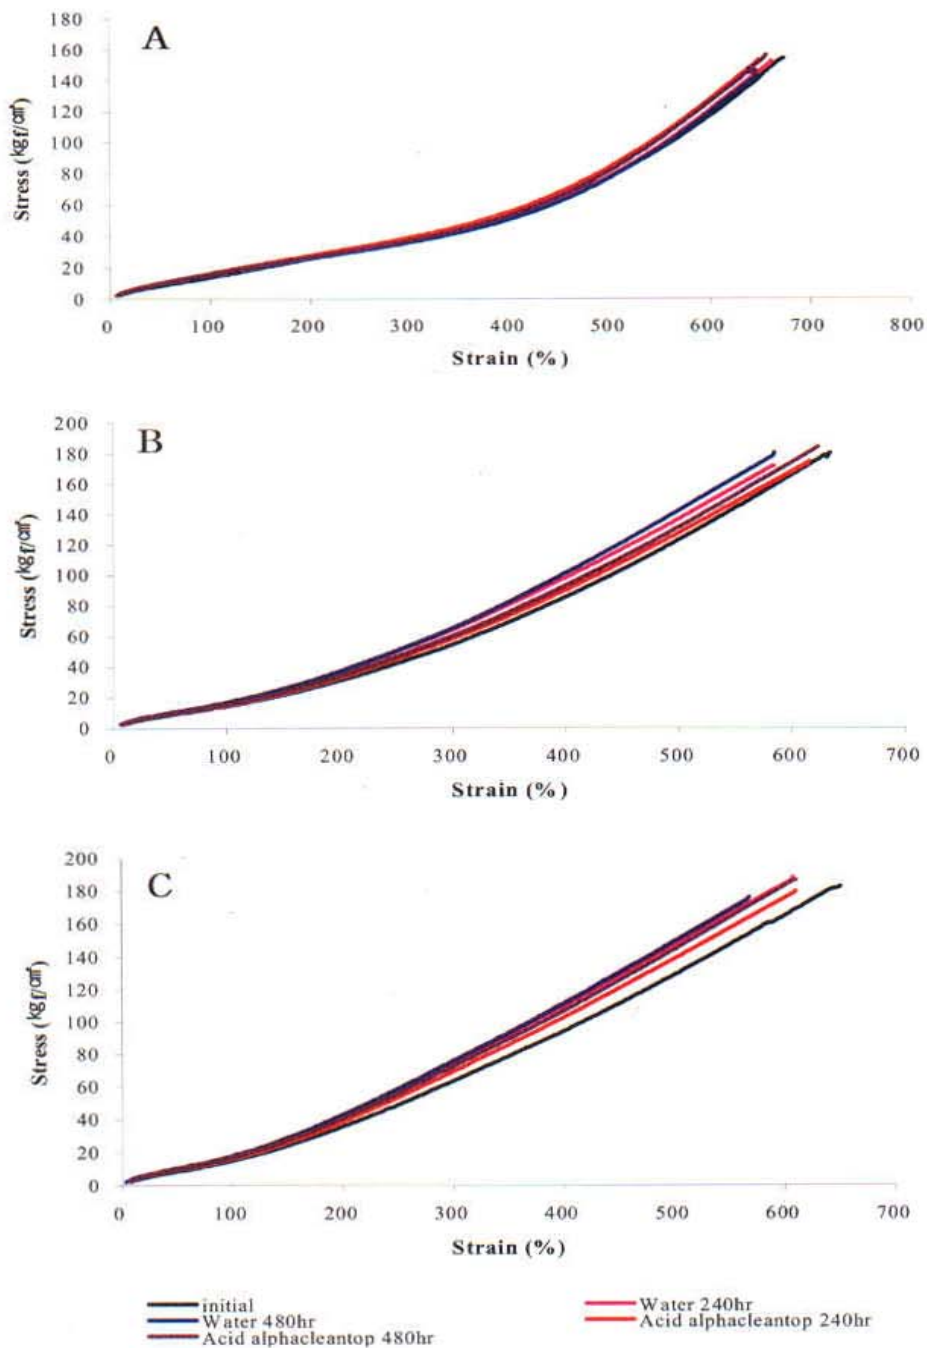 A
180
160
140
120
100
80
60
40
20
0
Stress (kgf/㎠)
0 100 200 300 400 500 600 700 800
Strain (%)
B
200
180
160
140
120
100
80
60
40
20
0
Stress (kgf/㎠)
0 100 200 300 400 500 600 700
Strain (%)
C
200
180
160
140
120
100
80
60
40
20
0
Stress (kgf/㎠)
0 100 200 300 400 500 600 700
Strain (%)
initial
Water 240hr
Water 480hr
Acid alphacleantop 240hr
Acid alphacleantop 480hr